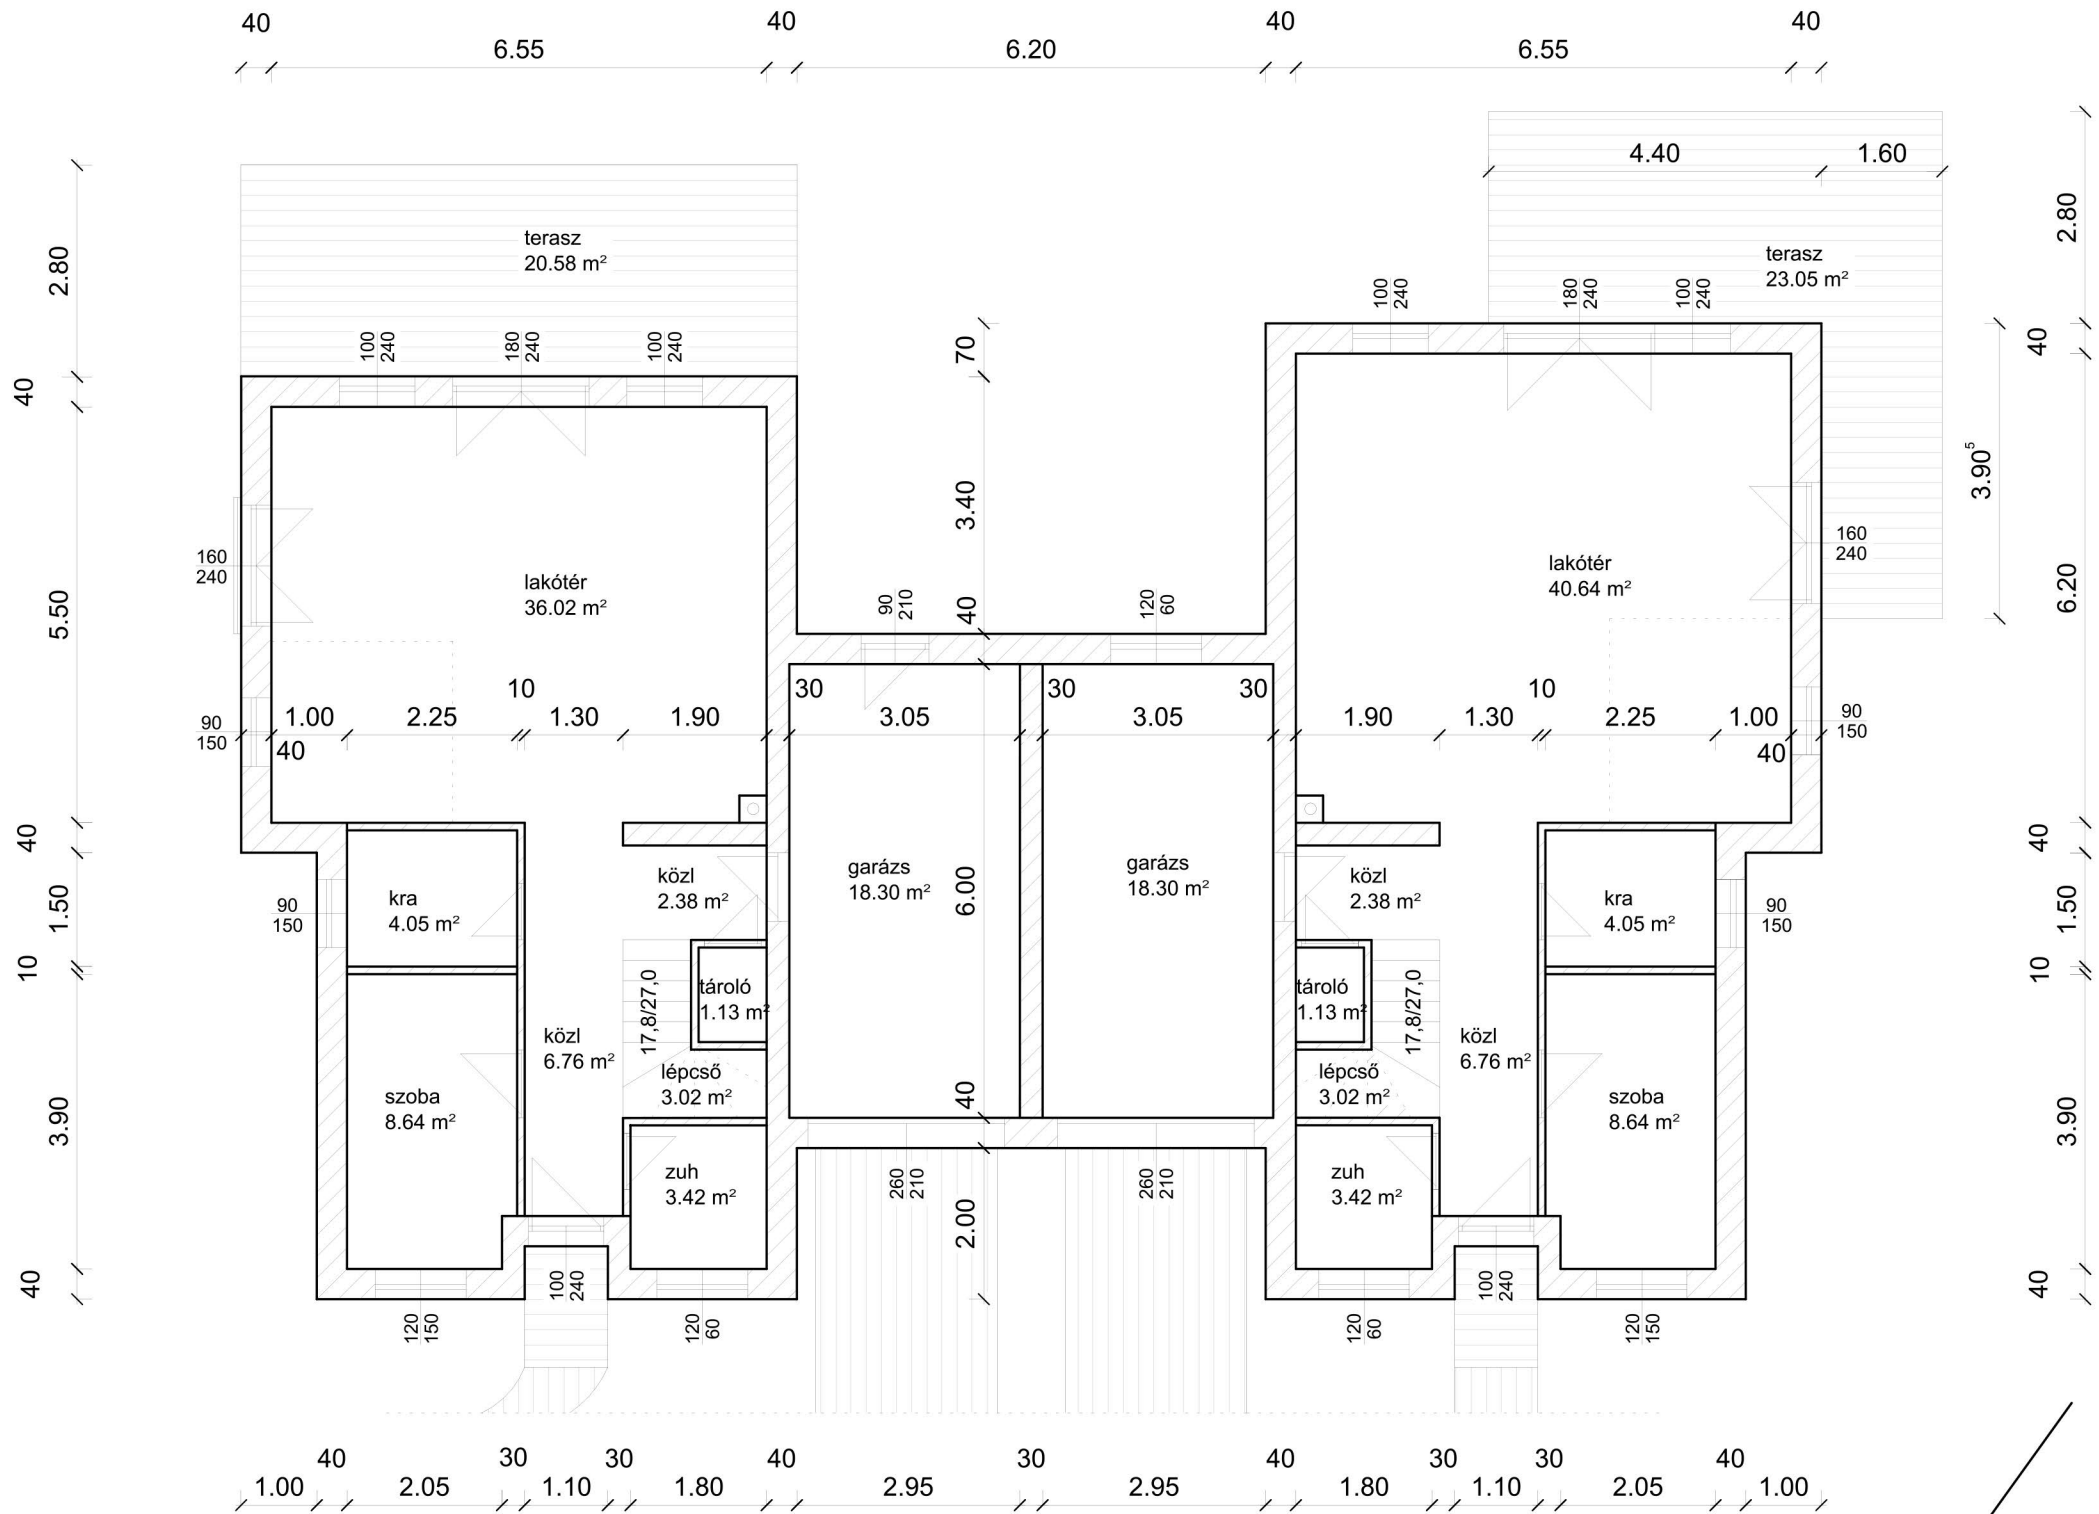 40
40
40
40
6.55
6.20
6.55
4.40
1.60
2.80
2.80
terasz
20.58 m²
terasz
23.05 m²
100
240
180
240
100
240
100
240
180
240
100
240
40
70
40
3.40
3.90⁵
160
240
160
240
lakótér
36.02 m²
lakótér
40.64 m²
5.50
6.20
90
210
40
120
60
10
30
30
30
10
1.00
2.25
1.30
1.90
3.05
3.05
1.90
1.30
2.25
1.00
90
150
40
40
90
150
40
40
garázs
18.30 m²
garázs
18.30 m²
6.00
közl
2.38 m²
közl
2.38 m²
kra
4.05 m²
kra
4.05 m²
90
150
90
150
1.50
1.50
10
10
tároló
1.13 m²
tároló
1.13 m²
17,8/27,0
17,8/27,0
közl
6.76 m²
közl
6.76 m²
lépcső
3.02 m²
lépcső
3.02 m²
40
szoba
8.64 m²
szoba
8.64 m²
3.90
3.90
zuh
3.42 m²
zuh
3.42 m²
260
210
260
210
2.00
40
40
100
240
100
240
120
150
120
60
120
60
120
150
40
30
30
40
30
40
30
30
40
1.00
2.05
1.10
1.80
2.95
2.95
1.80
1.10
2.05
1.00